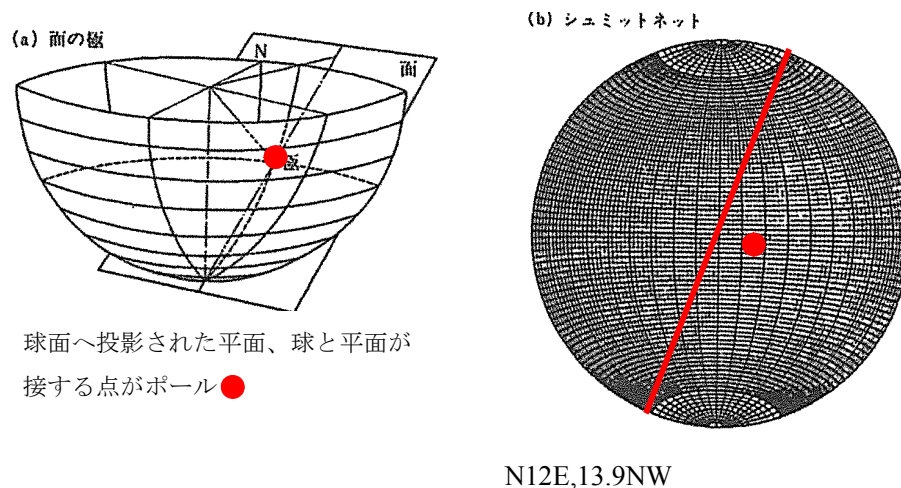 (a) 面の極
N
面
極
球面へ投影された平面、球と平面が
接する点がポール
(b) シュミットネット
N12E,13.9NW